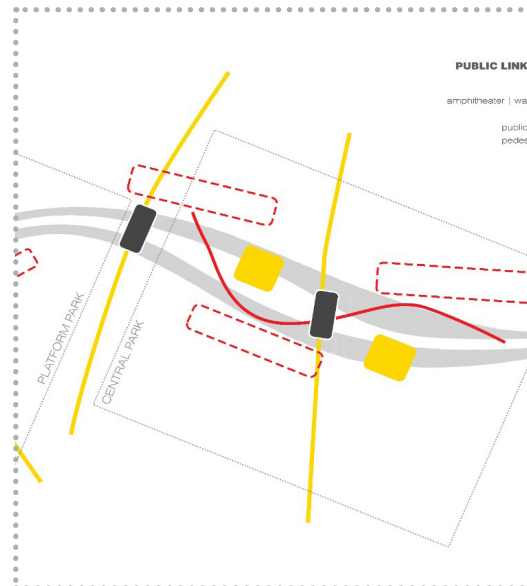 PUBLIC LINK
amphitheater | wa
public
pedes
PLATFORM PARK
CENTRAL PARK